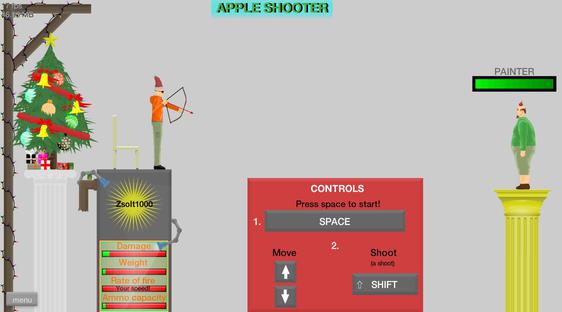 APPLE SHOOTER
PAINTER
CONTROLS
Press space to start!
1. SPACE
2.
Move
Shoot
(a shoot)
⇧ SHIFT
Zsolt1000
Damage
Weight
Rate of fire
Your speed!
Ammo capacity
menu